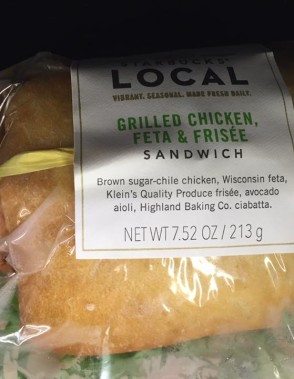 STARBUCKS®
LOCAL
VIBRANT. SEASONAL. MADE FRESH DAILY.
GRILLED CHICKEN,
FETA & FRISÉE
SANDWICH
Brown sugar-chile chicken, Wisconsin feta,
Klein's Quality Produce frisée, avocado
aioli, Highland Baking Co. ciabatta.
NET WT 7.52 OZ / 213 g